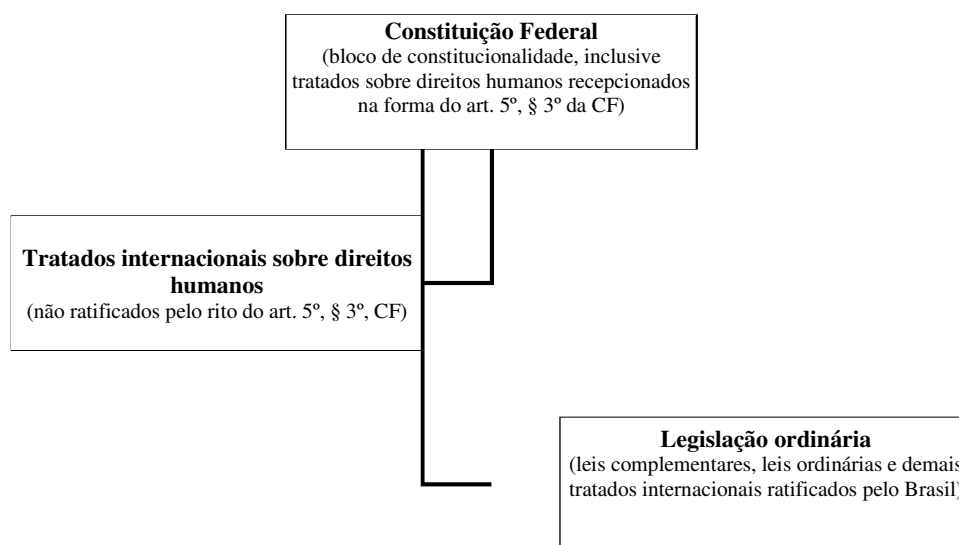 Constituição Federal
(bloco de constitucionalidade, inclusive
tratados sobre direitos humanos recepcionados
na forma do art. 5º, § 3º da CF)
Tratados internacionais sobre direitos
humanos
(não ratificados pelo rito do art. 5º, § 3º, CF)
Legislação ordinária
(leis complementares, leis ordinárias e demais
tratados internacionais ratificados pelo Brasil)